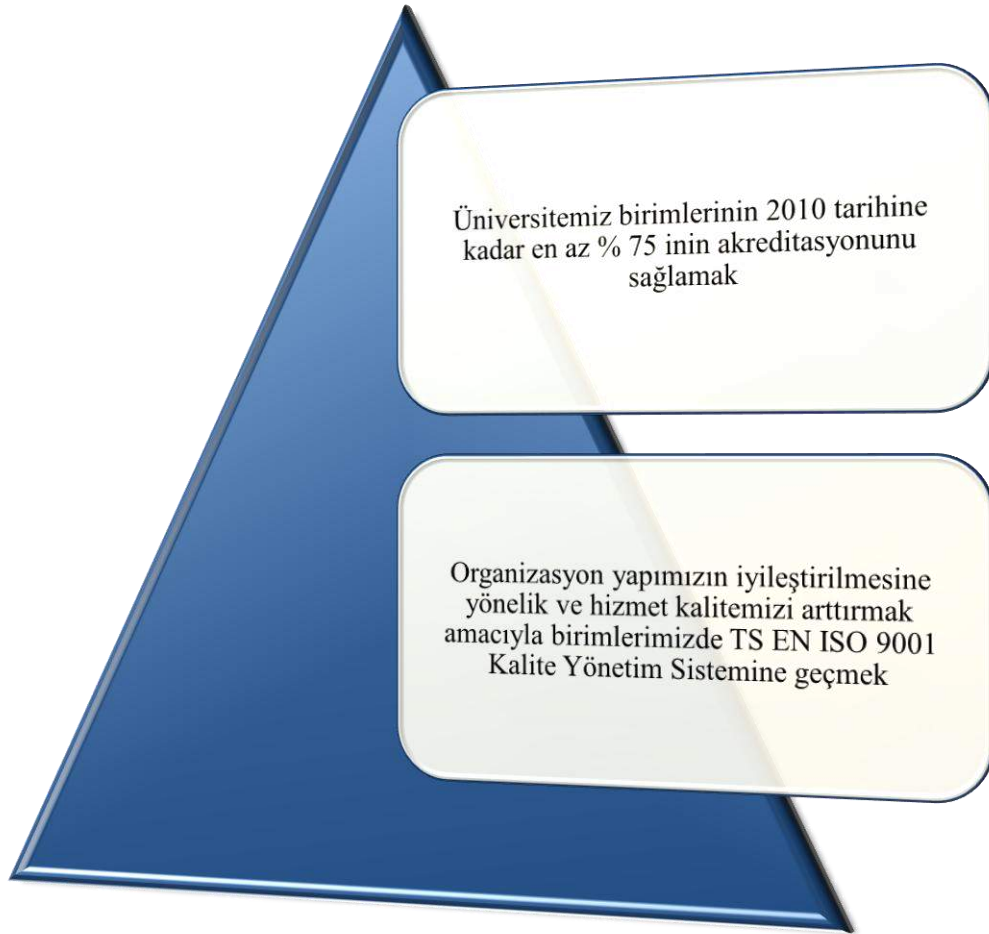 Üniversitemiz birimlerinin 2010 tarihine
kadar en az % 75 inin akreditasyonunu
sağlamak
Organizasyon yapımızın iyileştirilmesine
yönelik ve hizmet kalitemizi arttırmak
amacıyla birimlerimizde TS EN ISO 9001
Kalite Yönetim Sistemine geçmek